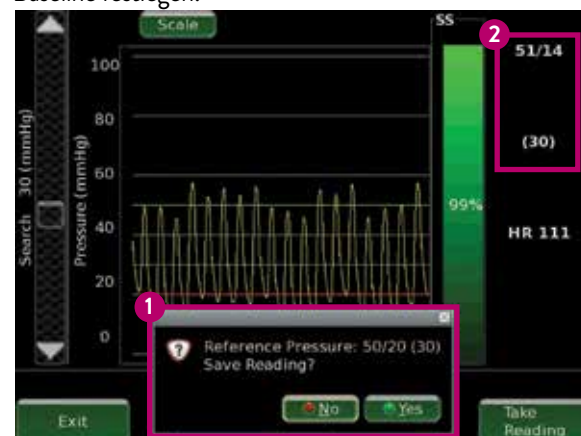 Baseline festlegen.
Scale
SS
2
51/14
(30)
100
80
60
40
20
0
Search 30 (mmHg)
Pressure (mmHg)
99%
HR 111
1
? Reference Pressure: 50/20 (30)
Save Reading?
No
Yes
Exit
Take
Reading